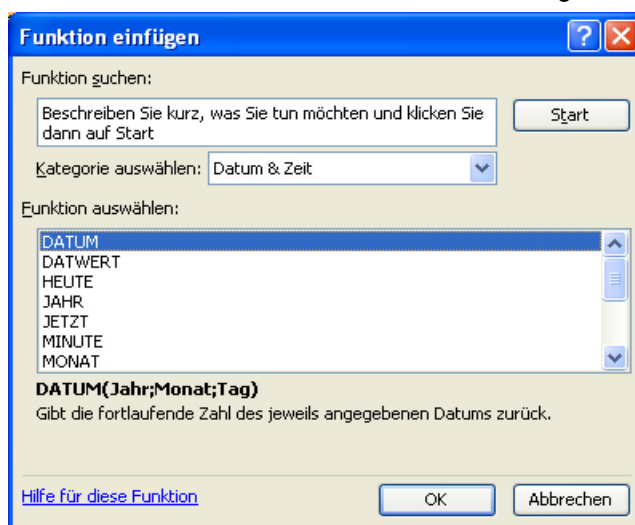 Funktion einfügen
Funktion suchen:
Beschreiben Sie kurz, was Sie tun möchten und klicken Sie
dann auf Start
Start
Kategorie auswählen: Datum & Zeit
Funktion auswählen:
DATUM
DATWERT
HEUTE
JAHR
JETZT
MINUTE
MONAT
DATUM(Jahr;Monat;Tag)
Gibt die fortlaufende Zahl des jeweils angegebenen Datums zurück.
Hilfe für diese Funktion
OK
Abbrechen